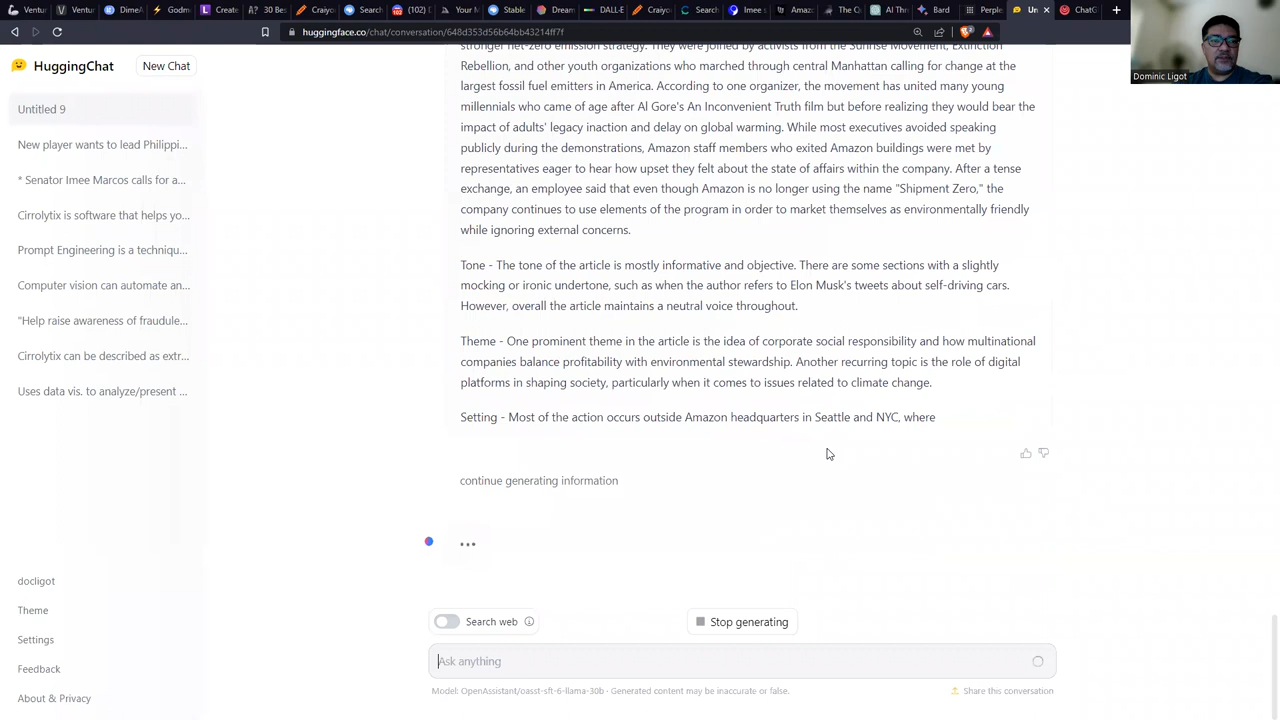 Ventur
Ventur
DimeA
Godm
Create
30 Bes
Craiyo
Search
(102) [
Your A
Stable
Dream
DALL-E
Craiyo
Search
Imee s
Amaz
The Cu
AI Thr
Bard
Perple
Un
ChatG
huggingface.co/chat/conversation/648d353d56b64bb43214ff7f
Dominic Ligot
HuggingChat
New Chat
Untitled 9
New player wants to lead Philippi...
* Senator Imee Marcos calls for a...
Cirrolytix is software that helps yo...
Prompt Engineering is a techniqu...
Computer vision can automate an...
"Help raise awareness of fraudule...
Cirrolytix can be described as extr...
Uses data vis. to analyze/present ...
docligot
Theme
Settings
Feedback
About & Privacy
stronger net-zero emission strategy. They were joined by activists from the Sunrise Movement, Extinction
Rebellion, and other youth organizations who marched through central Manhattan calling for change at the
largest fossil fuel emitters in America. According to one organizer, the movement has united many young
millennials who came of age after Al Gore's An Inconvenient Truth film but before realizing they would bear the
impact of adults' legacy inaction and delay on global warming. While most executives avoided speaking
publicly during the demonstrations, Amazon staff members who exited Amazon buildings were met by
representatives eager to hear how upset they felt about the state of affairs within the company. After a tense
exchange, an employee said that even though Amazon is no longer using the name "Shipment Zero," the
company continues to use elements of the program in order to market themselves as environmentally friendly
while ignoring external concerns.
Tone - The tone of the article is mostly informative and objective. There are some sections with a slightly
mocking or ironic undertone, such as when the author refers to Elon Musk's tweets about self-driving cars.
However, overall the article maintains a neutral voice throughout.
Theme - One prominent theme in the article is the idea of corporate social responsibility and how multinational
companies balance profitability with environmental stewardship. Another recurring topic is the role of digital
platforms in shaping society, particularly when it comes to issues related to climate change.
Setting - Most of the action occurs outside Amazon headquarters in Seattle and NYC, where
continue generating information
Search web
Stop generating
Ask anything
Model: OpenAssistant/oasst-sft-6-llama-30b · Generated content may be inaccurate or false.
Share this conversation